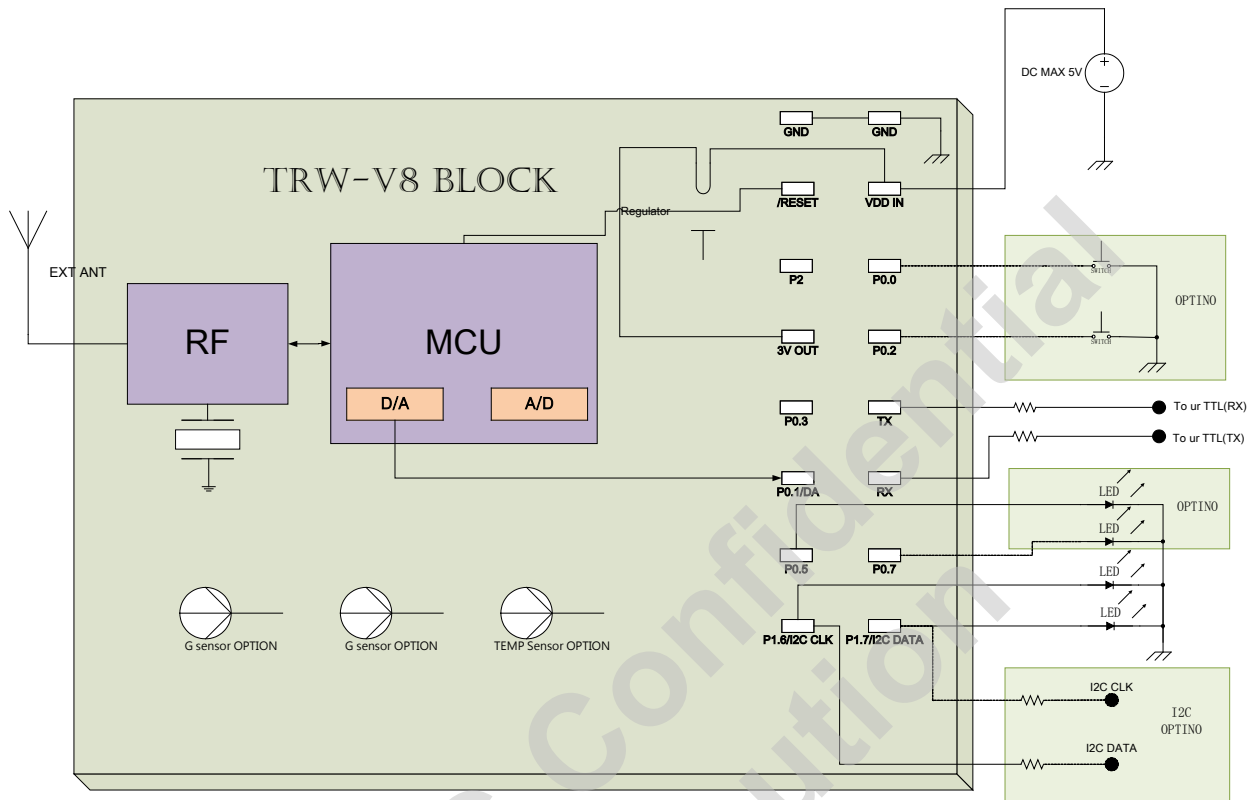 DC MAX 5V
GND GND
TRW-V8 BLOCK
/RESET VDD IN
Regulator
EXT ANT
P2 P0.0
SWITCH
OPTINO
RF
MCU
3V OUT P0.2
SWITCH
D/A A/D
P0.3 TX
To ur TTL(RX)
To ur TTL(TX)
P0.1/DA RX
LED
OPTINO
LED
P0.5 P0.7
LED
LED
P1.6/I2C CLK P1.7/I2C DATA
G sensor OPTION G sensor OPTION TEMP Sensor OPTION
I2C CLK
I2C
OPTINO
I2C DATA
Confidential